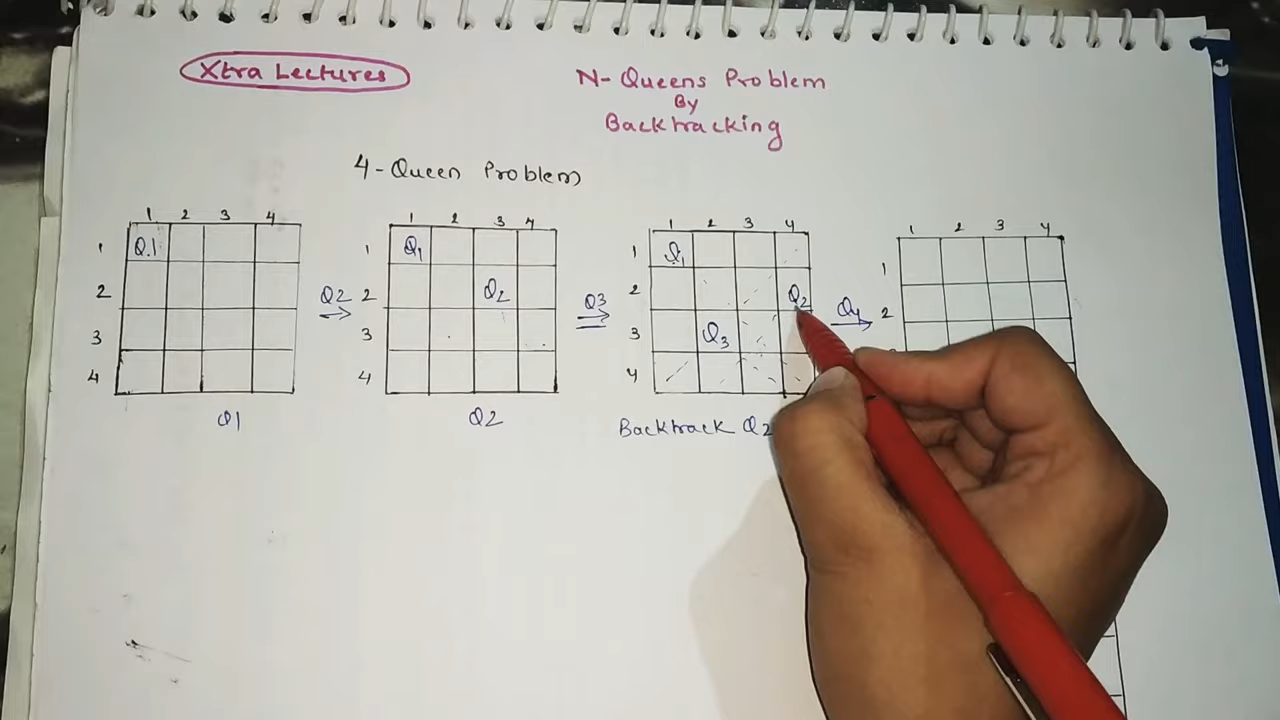 Xtra Lectures
N-Queens Problem
By
Backtracking
4-Queen Problem
1 2 3 4
1 Q.1
2
3
4
Q1
Q2
1 2 3 4
1 Q1
2 Q2
3
4
Q2
Q3
1 2 3 4
1 Q1
2 Q2
3 Q3
4
Backtrack Q2
Q4
1 2 3 4
1
2